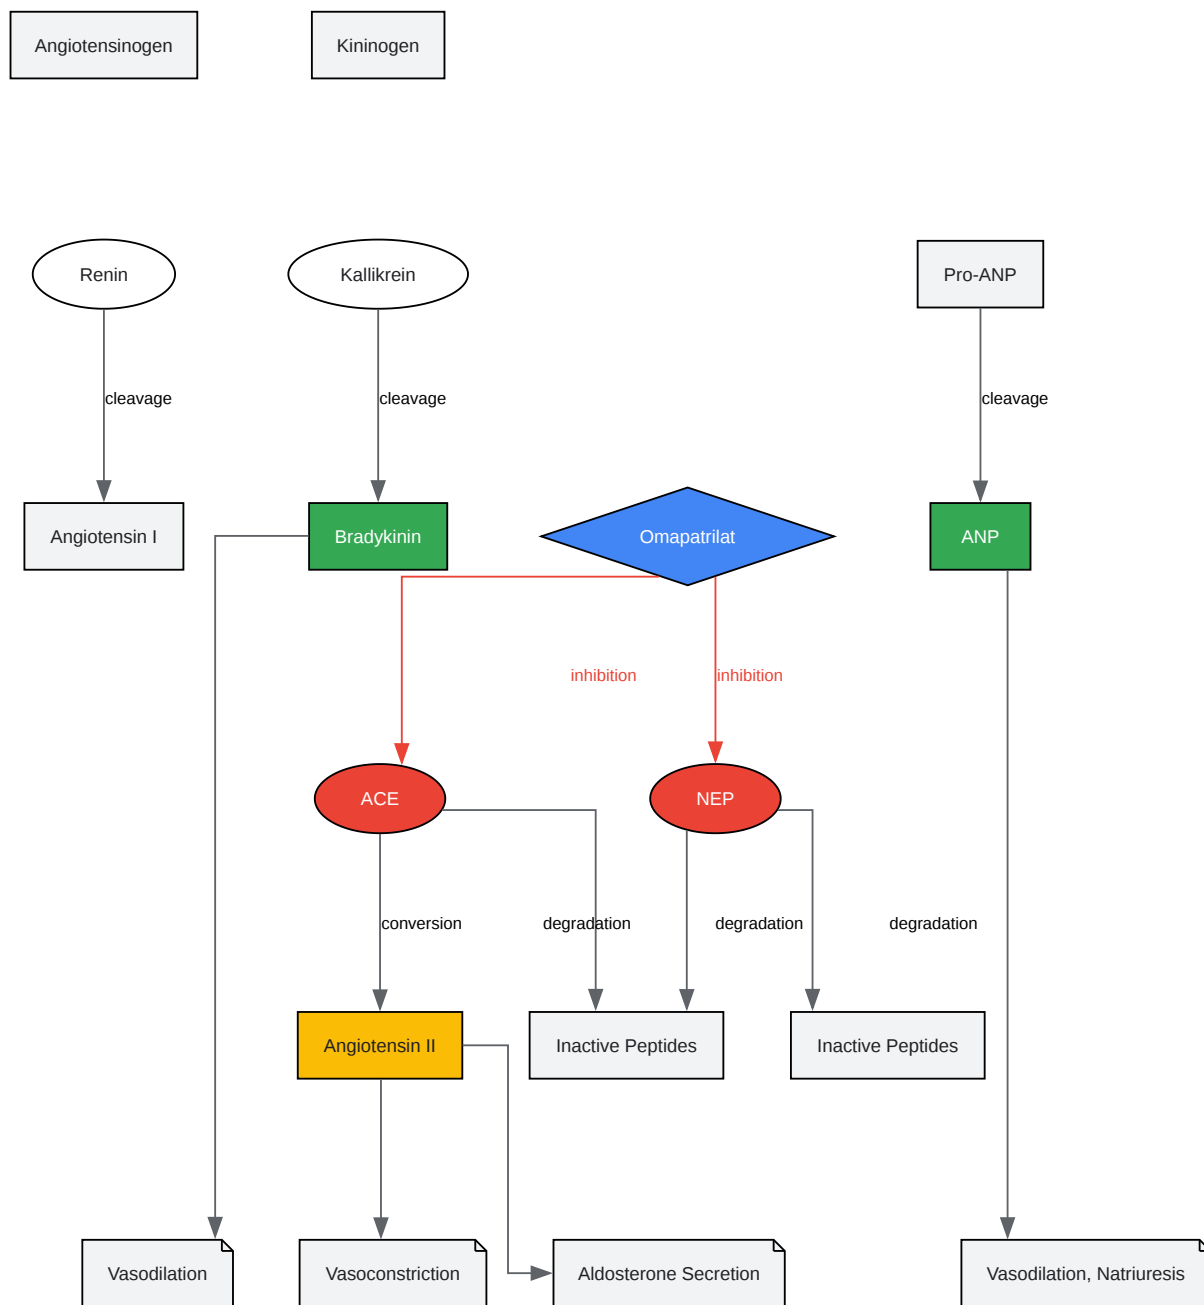 Angiotensinogen
Kininogen
Renin
Kallikrein
Pro-ANP
cleavage
cleavage
cleavage
Angiotensin I
Bradykinin
Omapatrilat
ANP
inhibition
inhibition
ACE
NEP
conversion
degradation
degradation
degradation
Angiotensin II
Inactive Peptides
Inactive Peptides
Vasodilation
Vasoconstriction
Aldosterone Secretion
Vasodilation, Natriuresis